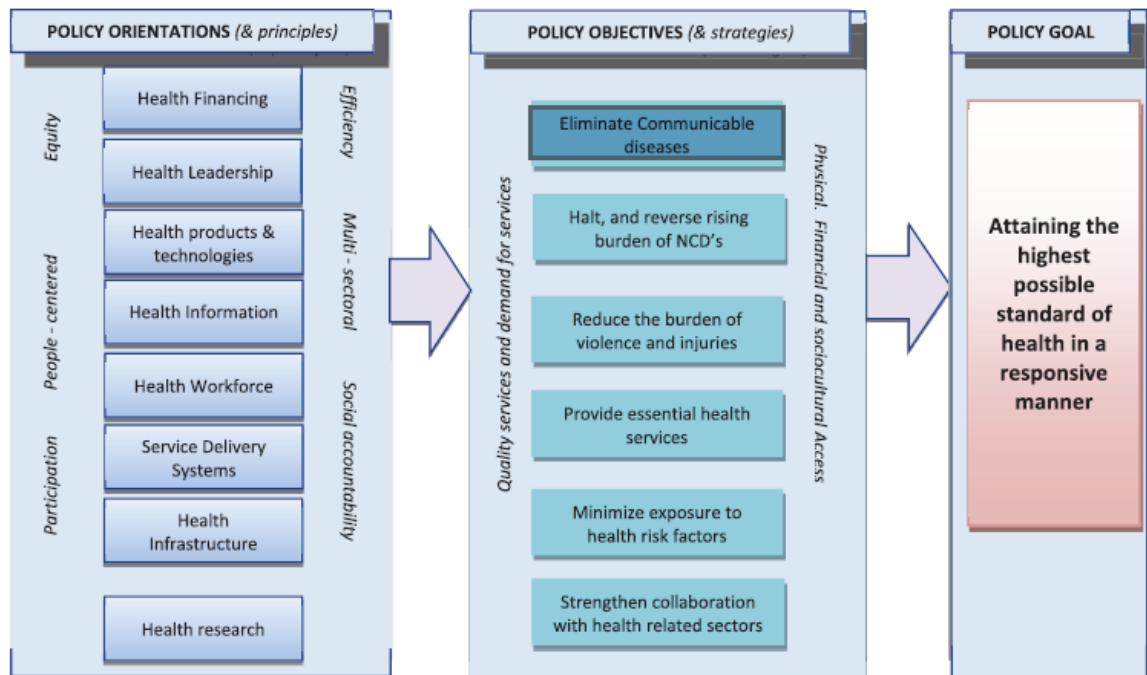 POLICY ORIENTATIONS (& principles)
Equity
People - centered
Participation
Health Financing
Health Leadership
Health products &
technologies
Health Information
Health Workforce
Service Delivery
Systems
Health
Infrastructure
Health research
Efficiency
Multi - sectoral
Social accountability
POLICY OBJECTIVES (& strategies)
Quality services and demand for services
Eliminate Communicable
diseases
Halt, and reverse rising
burden of NCD's
Reduce the burden of
violence and injuries
Provide essential health
services
Minimize exposure to
health risk factors
Strengthen collaboration
with health related sectors
Physical. Financial and sociocultural Access
POLICY GOAL
Attaining the
highest
possible
standard of
health in a
responsive
manner